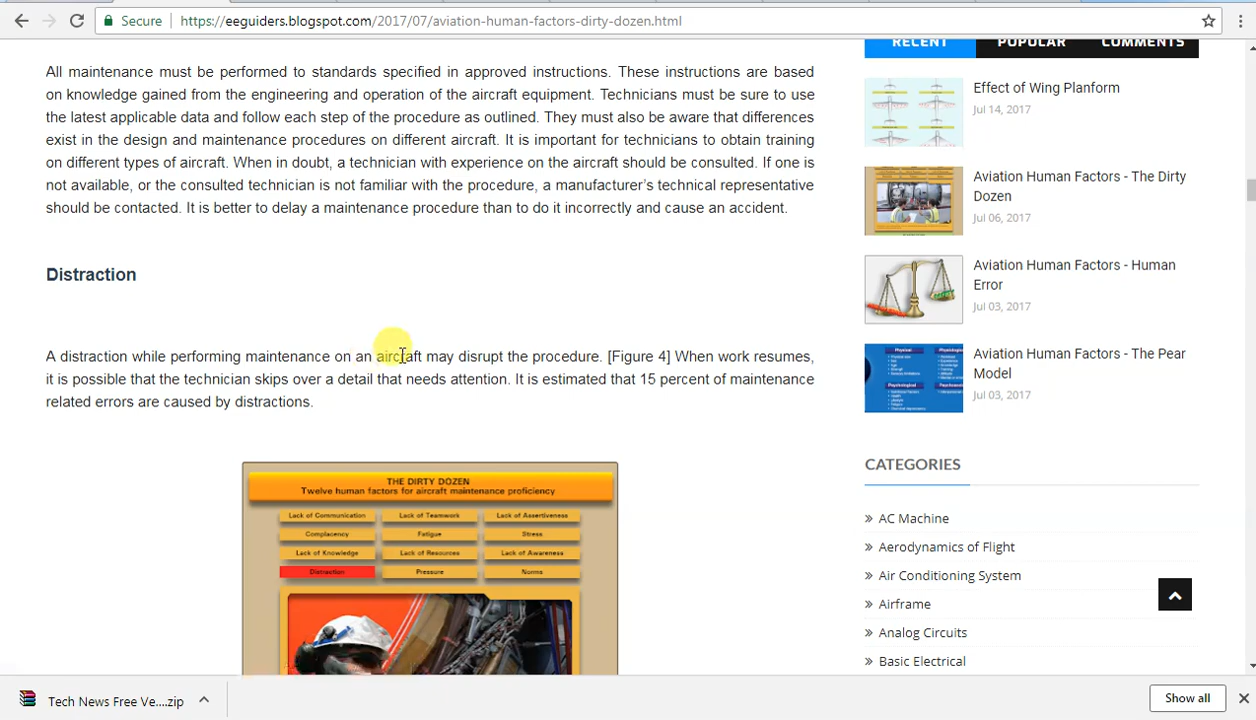 Secure
https://eeguiders.blogspot.com/2017/07/aviation-human-factors-dirty-dozen.html
All maintenance must be performed to standards specified in approved instructions. These instructions are based
on knowledge gained from the engineering and operation of the aircraft equipment. Technicians must be sure to use
the latest applicable data and follow each step of the procedure as outlined. They must also be aware that differences
exist in the design and maintenance procedures on different aircraft. It is important for technicians to obtain training
on different types of aircraft. When in doubt, a technician with experience on the aircraft should be consulted. If one is
not available, or the consulted technician is not familiar with the procedure, a manufacturer's technical representative
should be contacted. It is better to delay a maintenance procedure than to do it incorrectly and cause an accident.
Distraction
A distraction while performing maintenance on an aircraft may disrupt the procedure. [Figure 4] When work resumes,
it is possible that the technician skips over a detail that needs attention. It is estimated that 15 percent of maintenance
related errors are caused by distractions.
THE DIRTY DOZEN
Twelve human factors for aircraft maintenance proficiency
Lack of Communication
Lack of Teamwork
Lack of Assertiveness
Complacency
Fatigue
Stress
Lack of Knowledge
Lack of Resources
Lack of Awareness
Distraction
Pressure
Norms
RECENT
POPULAR
COMMENTS
Effect of Wing Planform
Jul 14, 2017
Aviation Human Factors - The Dirty
Dozen
Jul 06, 2017
Aviation Human Factors - Human
Error
Jul 03, 2017
Aviation Human Factors - The Pear
Model
Jul 03, 2017
CATEGORIES
» AC Machine
» Aerodynamics of Flight
» Air Conditioning System
» Airframe
» Analog Circuits
» Basic Electrical
Tech News Free Ve....zip
Show all